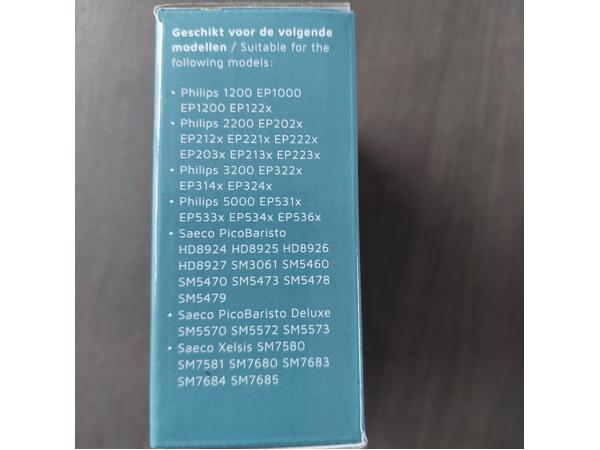 Geschikt voor de volgende
modellen / Suitable for the
following models:
• Philips 1200 EP1000
EP1200 EP122x
• Philips 2200 EP202x
EP212x EP221x EP222x
EP203x EP213x EP223x
• Philips 3200 EP322x
EP314x EP324x
• Philips 5000 EP531x
EP533x EP534x EP536x
• Saeco PicoBaristo
HD8924 HD8925 HD8926
HD8927 SM3061 SM5460
SM5470 SM5473 SM5478
SM5479
• Saeco PicoBaristo Deluxe
SM5570 SM5572 SM5573
• Saeco Xelsis SM7580
SM7581 SM7680 SM7683
SM7684 SM7685